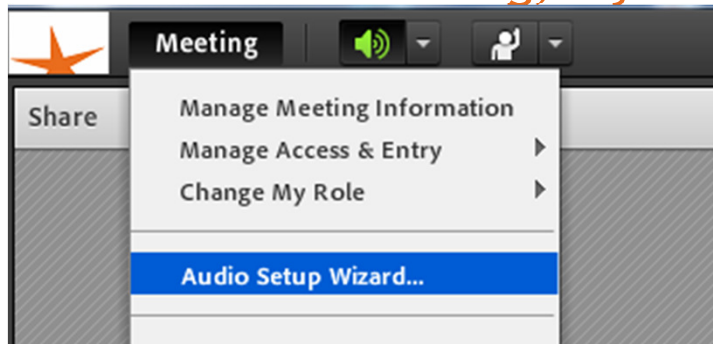 Meeting
Share
Manage Meeting Information
Manage Access & Entry
Change My Role
Audio Setup Wizard...